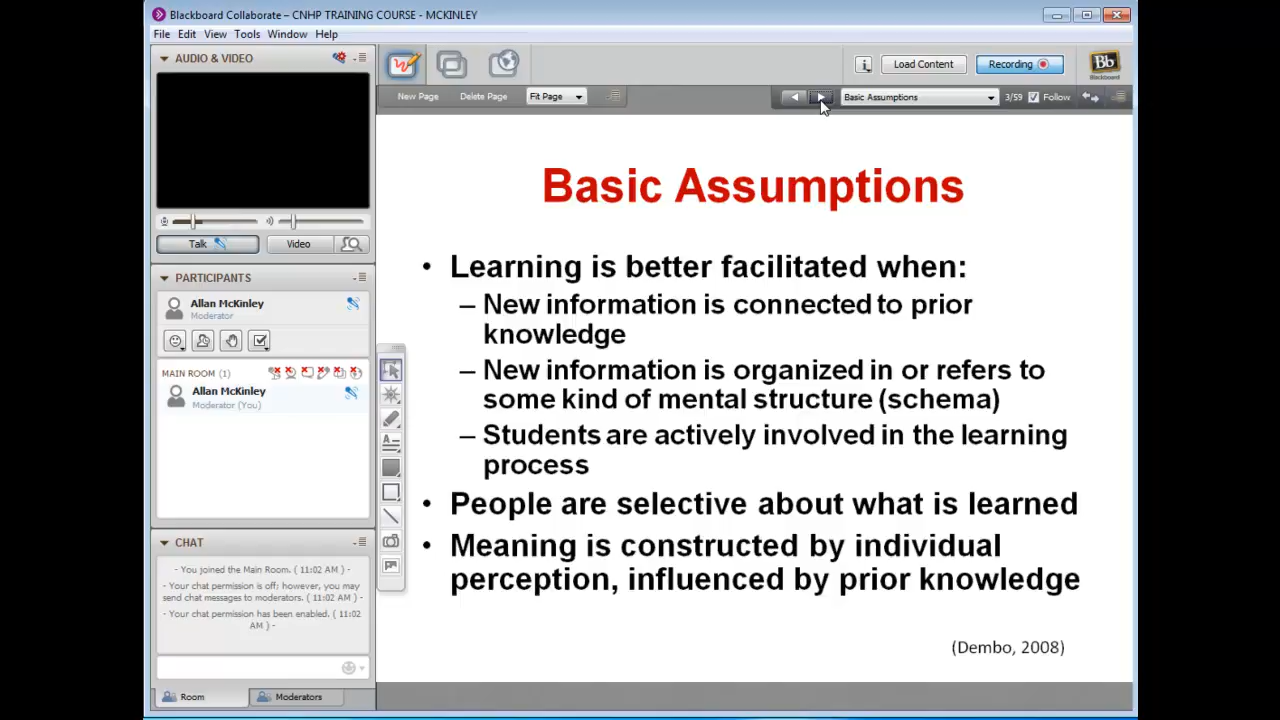 Blackboard Collaborate – CNHP TRAINING COURSE - MCKINLEY
File Edit View Tools Window Help
AUDIO & VIDEO
Talk
Video
PARTICIPANTS
Allan McKinley
Moderator
MAIN ROOM (1)
Allan McKinley
Moderator (You)
CHAT
- You joined the Main Room. ( 11:02 AM ) -
- Your chat permission is off; however, you may
send chat messages to moderators. ( 11:02
AM ) -
- Your chat permission has been enabled. ( 11:02
AM ) -
Room
Moderators
Load Content
Recording
Bb
Blackboard
New Page
Delete Page
Fit Page
Basic Assumptions
3/59
Follow
Basic Assumptions
• Learning is better facilitated when:
– New information is connected to prior
knowledge
– New information is organized in or refers to
some kind of mental structure (schema)
– Students are actively involved in the learning
process
• People are selective about what is learned
• Meaning is constructed by individual
perception, influenced by prior knowledge
(Dembo, 2008)